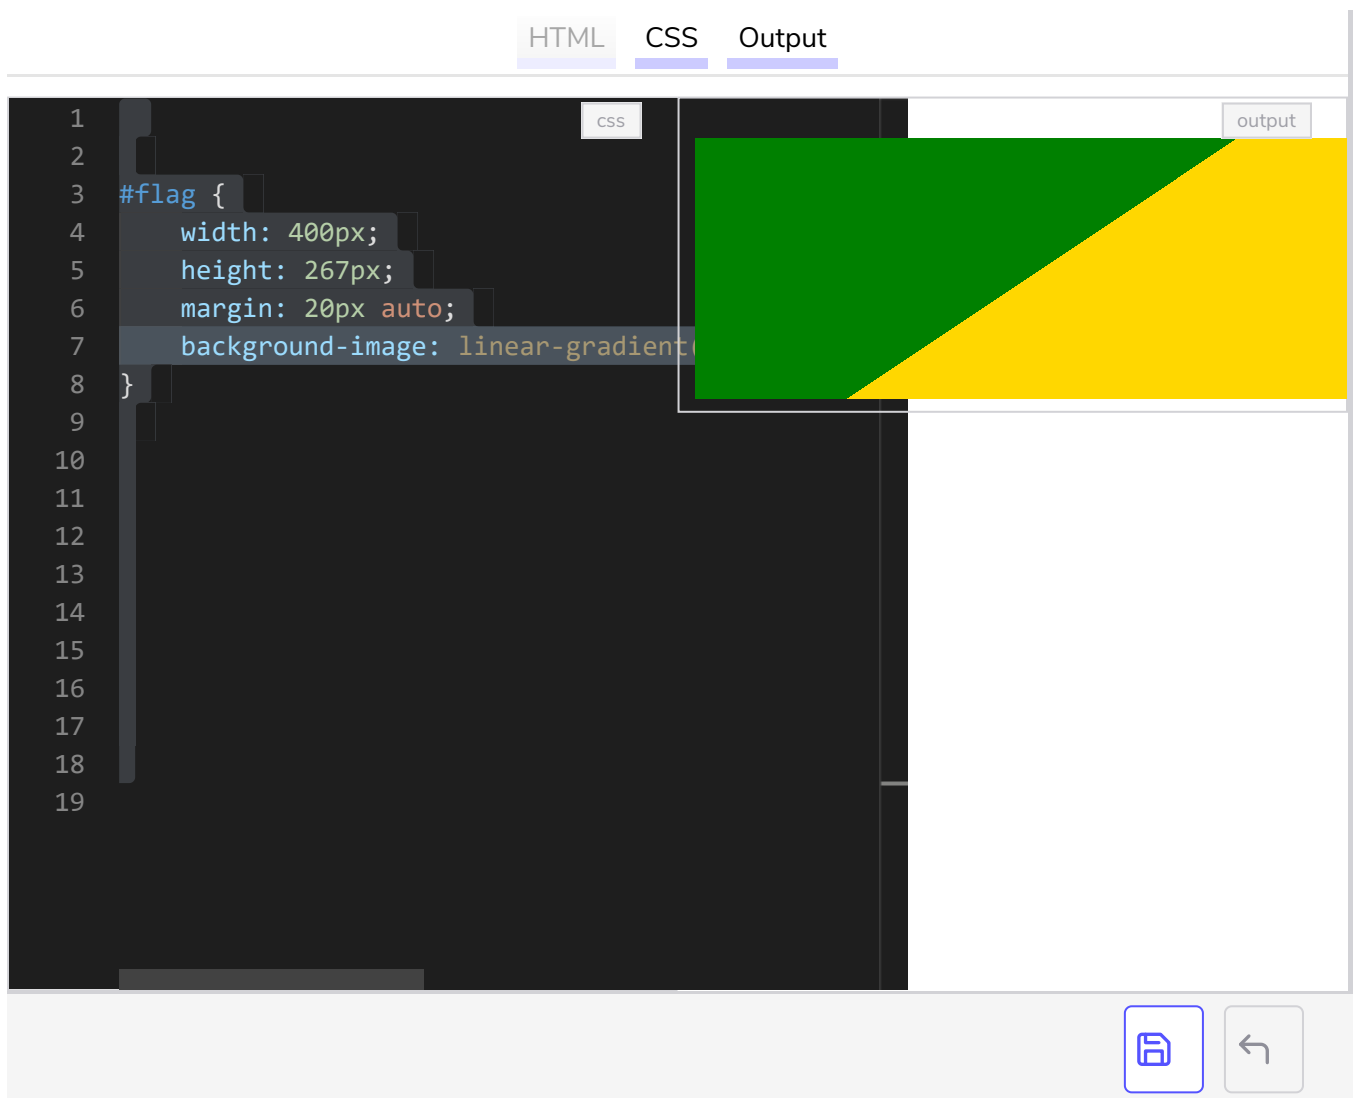 HTML CSS Output
css
output
1
2
3 #flag {
4 width: 400px;
5 height: 267px;
6 margin: 20px auto;
7 background-image: linear-gradient(
8 }
9
10
11
12
13
14
15
16
17
18
19